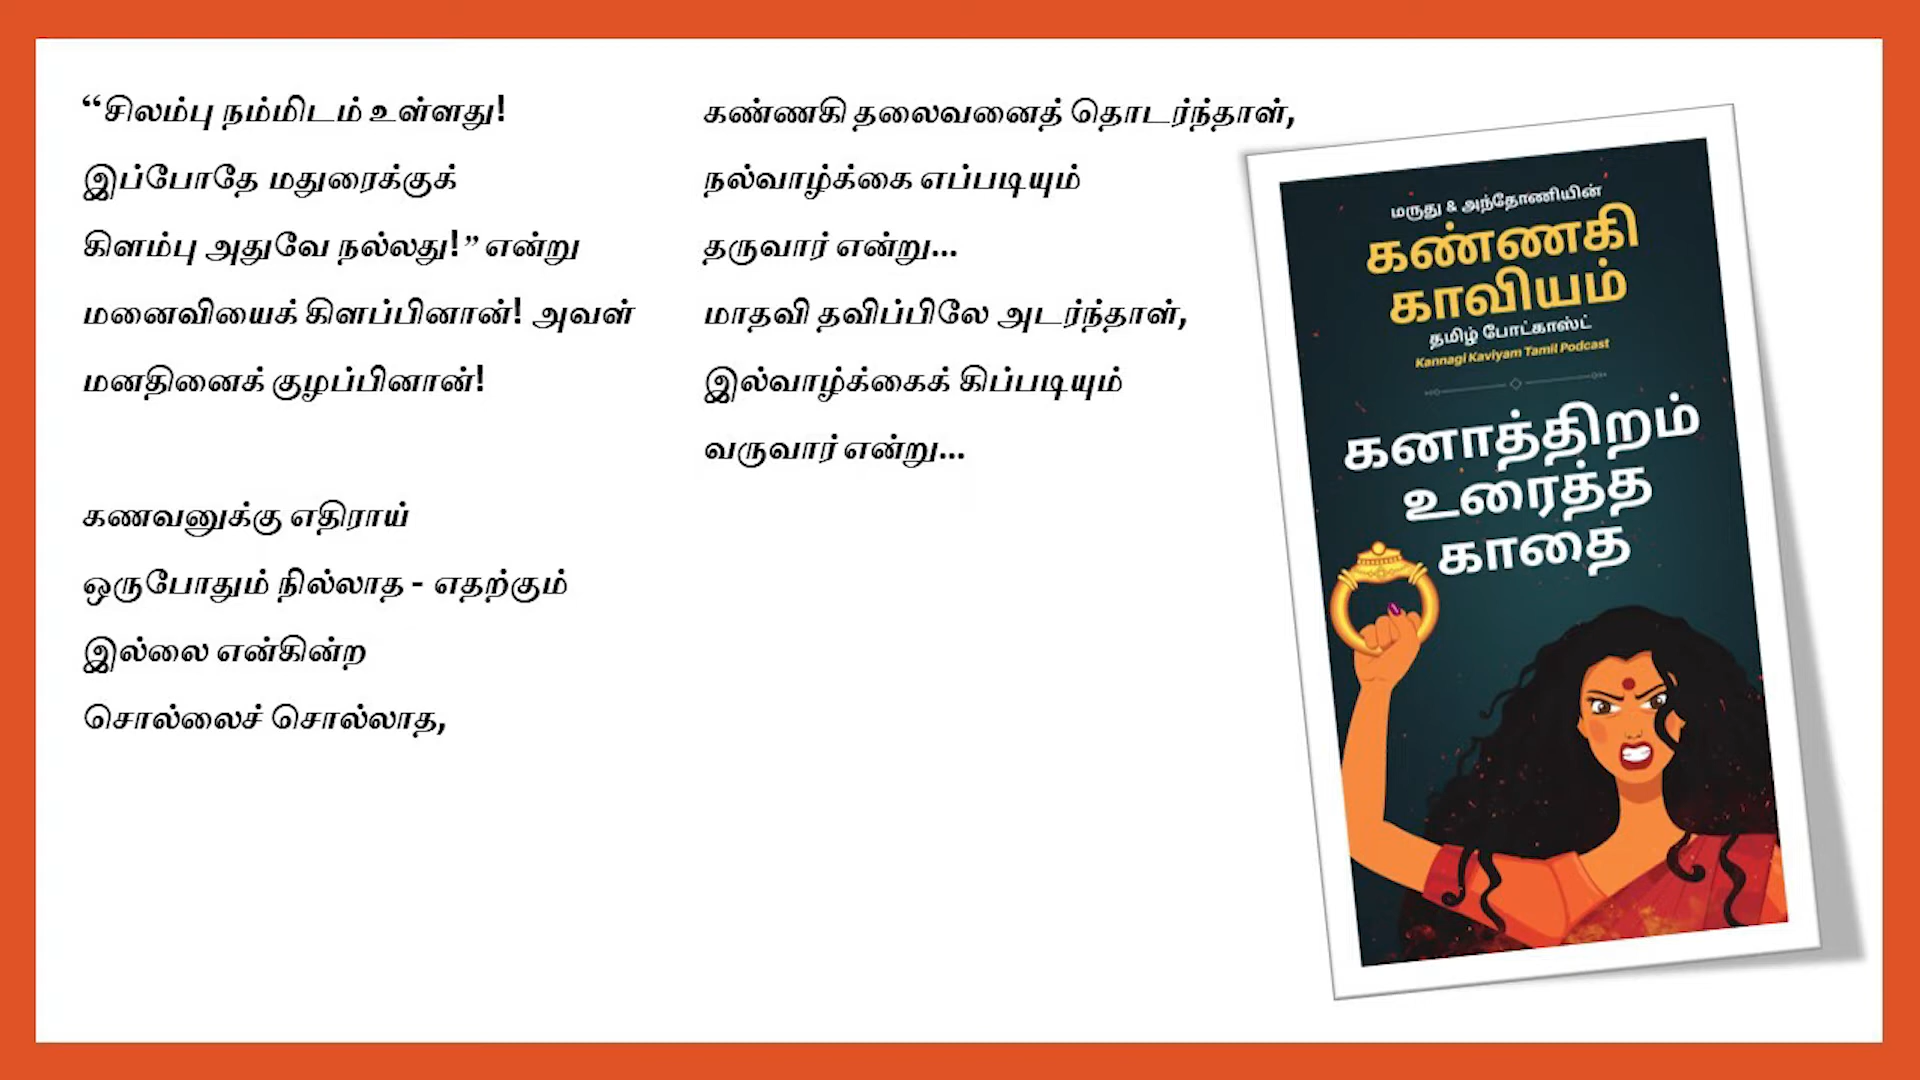 “சிலம்பு நம்மிடம் உள்ளது!
இப்போதே மதுரைக்குக்
கிளம்பு அதுவே நல்லது!” என்று
மனைவியைக் கிளப்பினான்! அவள்
மனதினைக் குழப்பினான்!
கணவனுக்கு எதிராய்
ஒருபோதும் நில்லாத - எதற்கும்
இல்லை என்கின்ற
சொல்லைச் சொல்லாத,
கண்ணகி தலைவனைத் தொடர்ந்தாள்,
நல்வாழ்க்கை எப்படியும்
தருவார் என்று...
மாதவி தவிப்பிலே அடர்ந்தாள்,
இல்வாழ்க்கைக் கிப்படியும்
வருவார் என்று...
மருது & அந்தோணியின்
கண்ணகி
காவியம்
தமிழ் போட்காஸ்ட்
Kannagi Kaviyam Tamil Podcast
கனாத்திறம்
உரைத்த
காதை